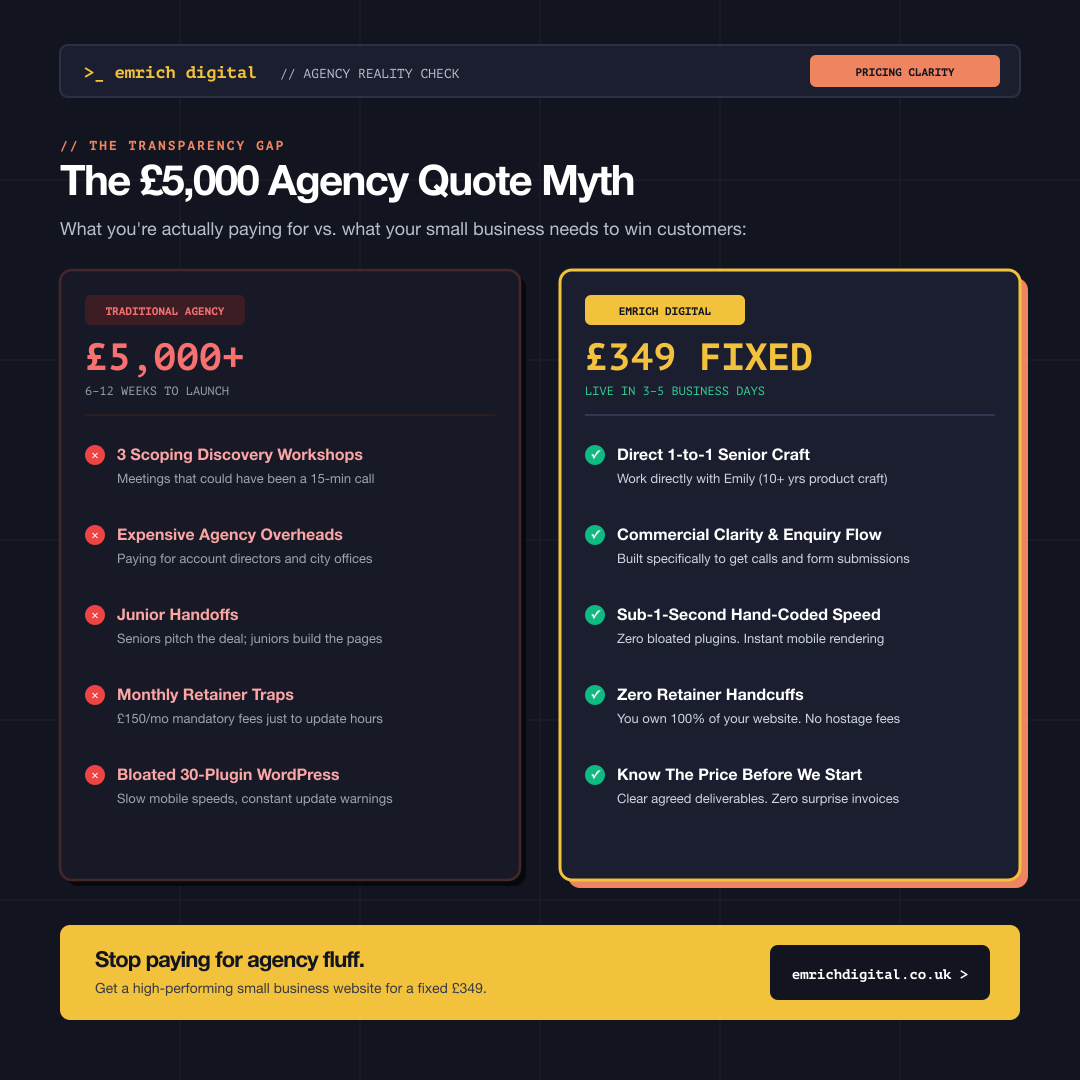 >_ emrich digital // AGENCY REALITY CHECK
PRICING CLARITY
// THE TRANSPARENCY GAP
The £5,000 Agency Quote Myth
What you're actually paying for vs. what your small business needs to win customers:
TRADITIONAL AGENCY
£5,000+
6–12 WEEKS TO LAUNCH
3 Scoping Discovery Workshops
Meetings that could have been a 15-min call
Expensive Agency Overheads
Paying for account directors and city offices
Junior Handoffs
Seniors pitch the deal; juniors build the pages
Monthly Retainer Traps
£150/mo mandatory fees just to update hours
Bloated 30-Plugin WordPress
Slow mobile speeds, constant update warnings
EMRICH DIGITAL
£349 FIXED
LIVE IN 3–5 BUSINESS DAYS
Direct 1-to-1 Senior Craft
Work directly with Emily (10+ yrs product craft)
Commercial Clarity & Enquiry Flow
Built specifically to get calls and form submissions
Sub-1-Second Hand-Coded Speed
Zero bloated plugins. Instant mobile rendering
Zero Retainer Handcuffs
You own 100% of your website. No hostage fees
Know The Price Before We Start
Clear agreed deliverables. Zero surprise invoices
Stop paying for agency fluff.
Get a high-performing small business website for a fixed £349.
emrichdigital.co.uk >